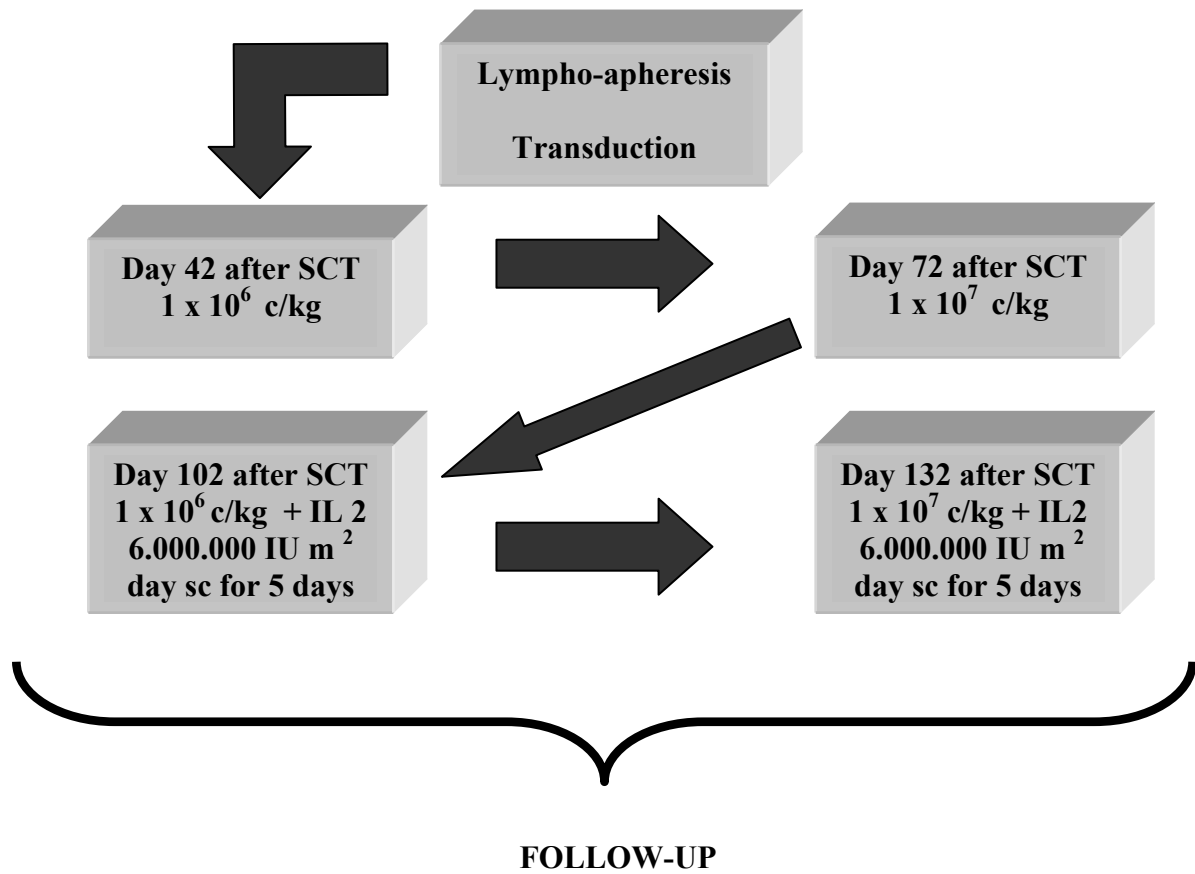 Lympho-apheresis
Transduction
Day 42 after SCT
1 x 10⁶ c/kg
Day 72 after SCT
1 x 10⁷ c/kg
Day 102 after SCT
1 x 10⁶ c/kg + IL 2
6.000.000 IU m ²
day sc for 5 days
Day 132 after SCT
1 x 10⁷ c/kg + IL2
6.000.000 IU m ²
day sc for 5 days
FOLLOW-UP